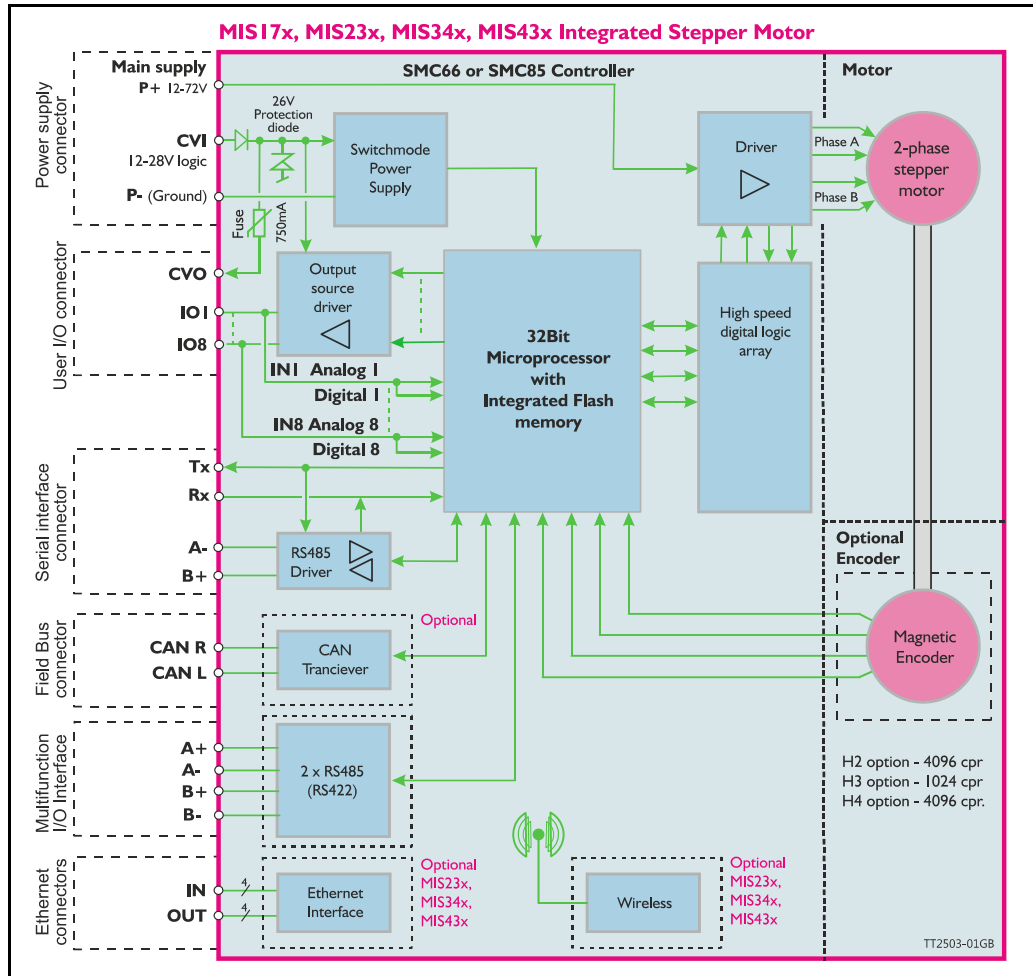 MIS17x, MIS23x, MIS34x, MIS43x Integrated Stepper Motor
Power supply
connector
Main supply
P+ 12-72V
CVI
12-28V logic
P- (Ground)
26V
Protection
diode
Fuse
750mA
SMC66 or SMC85 Controller
Switchmode
Power
Supply
Driver
Phase A
Phase B
Motor
2-phase
stepper
motor
User I/O connector
CVO
IO1
IO8
Output
source
driver
IN1 Analog 1
Digital 1
IN8 Analog 8
Digital 8
32Bit
Microprocessor
with
Integrated Flash
memory
High speed
digital logic
array
Serial interface
connector
Tx
Rx
A-
B+
RS485
Driver
Optional
Encoder
Magnetic
Encoder
H2 option - 4096 cpr
H3 option - 1024 cpr
H4 option - 4096 cpr.
Field Bus
connector
CAN R
CAN L
CAN
Tranciever
Optional
Multifunction
I/O Interface
A+
A-
B+
B-
2 x RS485
(RS422)
Ethernet
connectors
IN
OUT
4
4
Ethernet
Interface
Optional
MIS23x,
MIS34x,
MIS43x
Wireless
Optional
MIS23x,
MIS34x,
MIS43x
TT2503-01GB